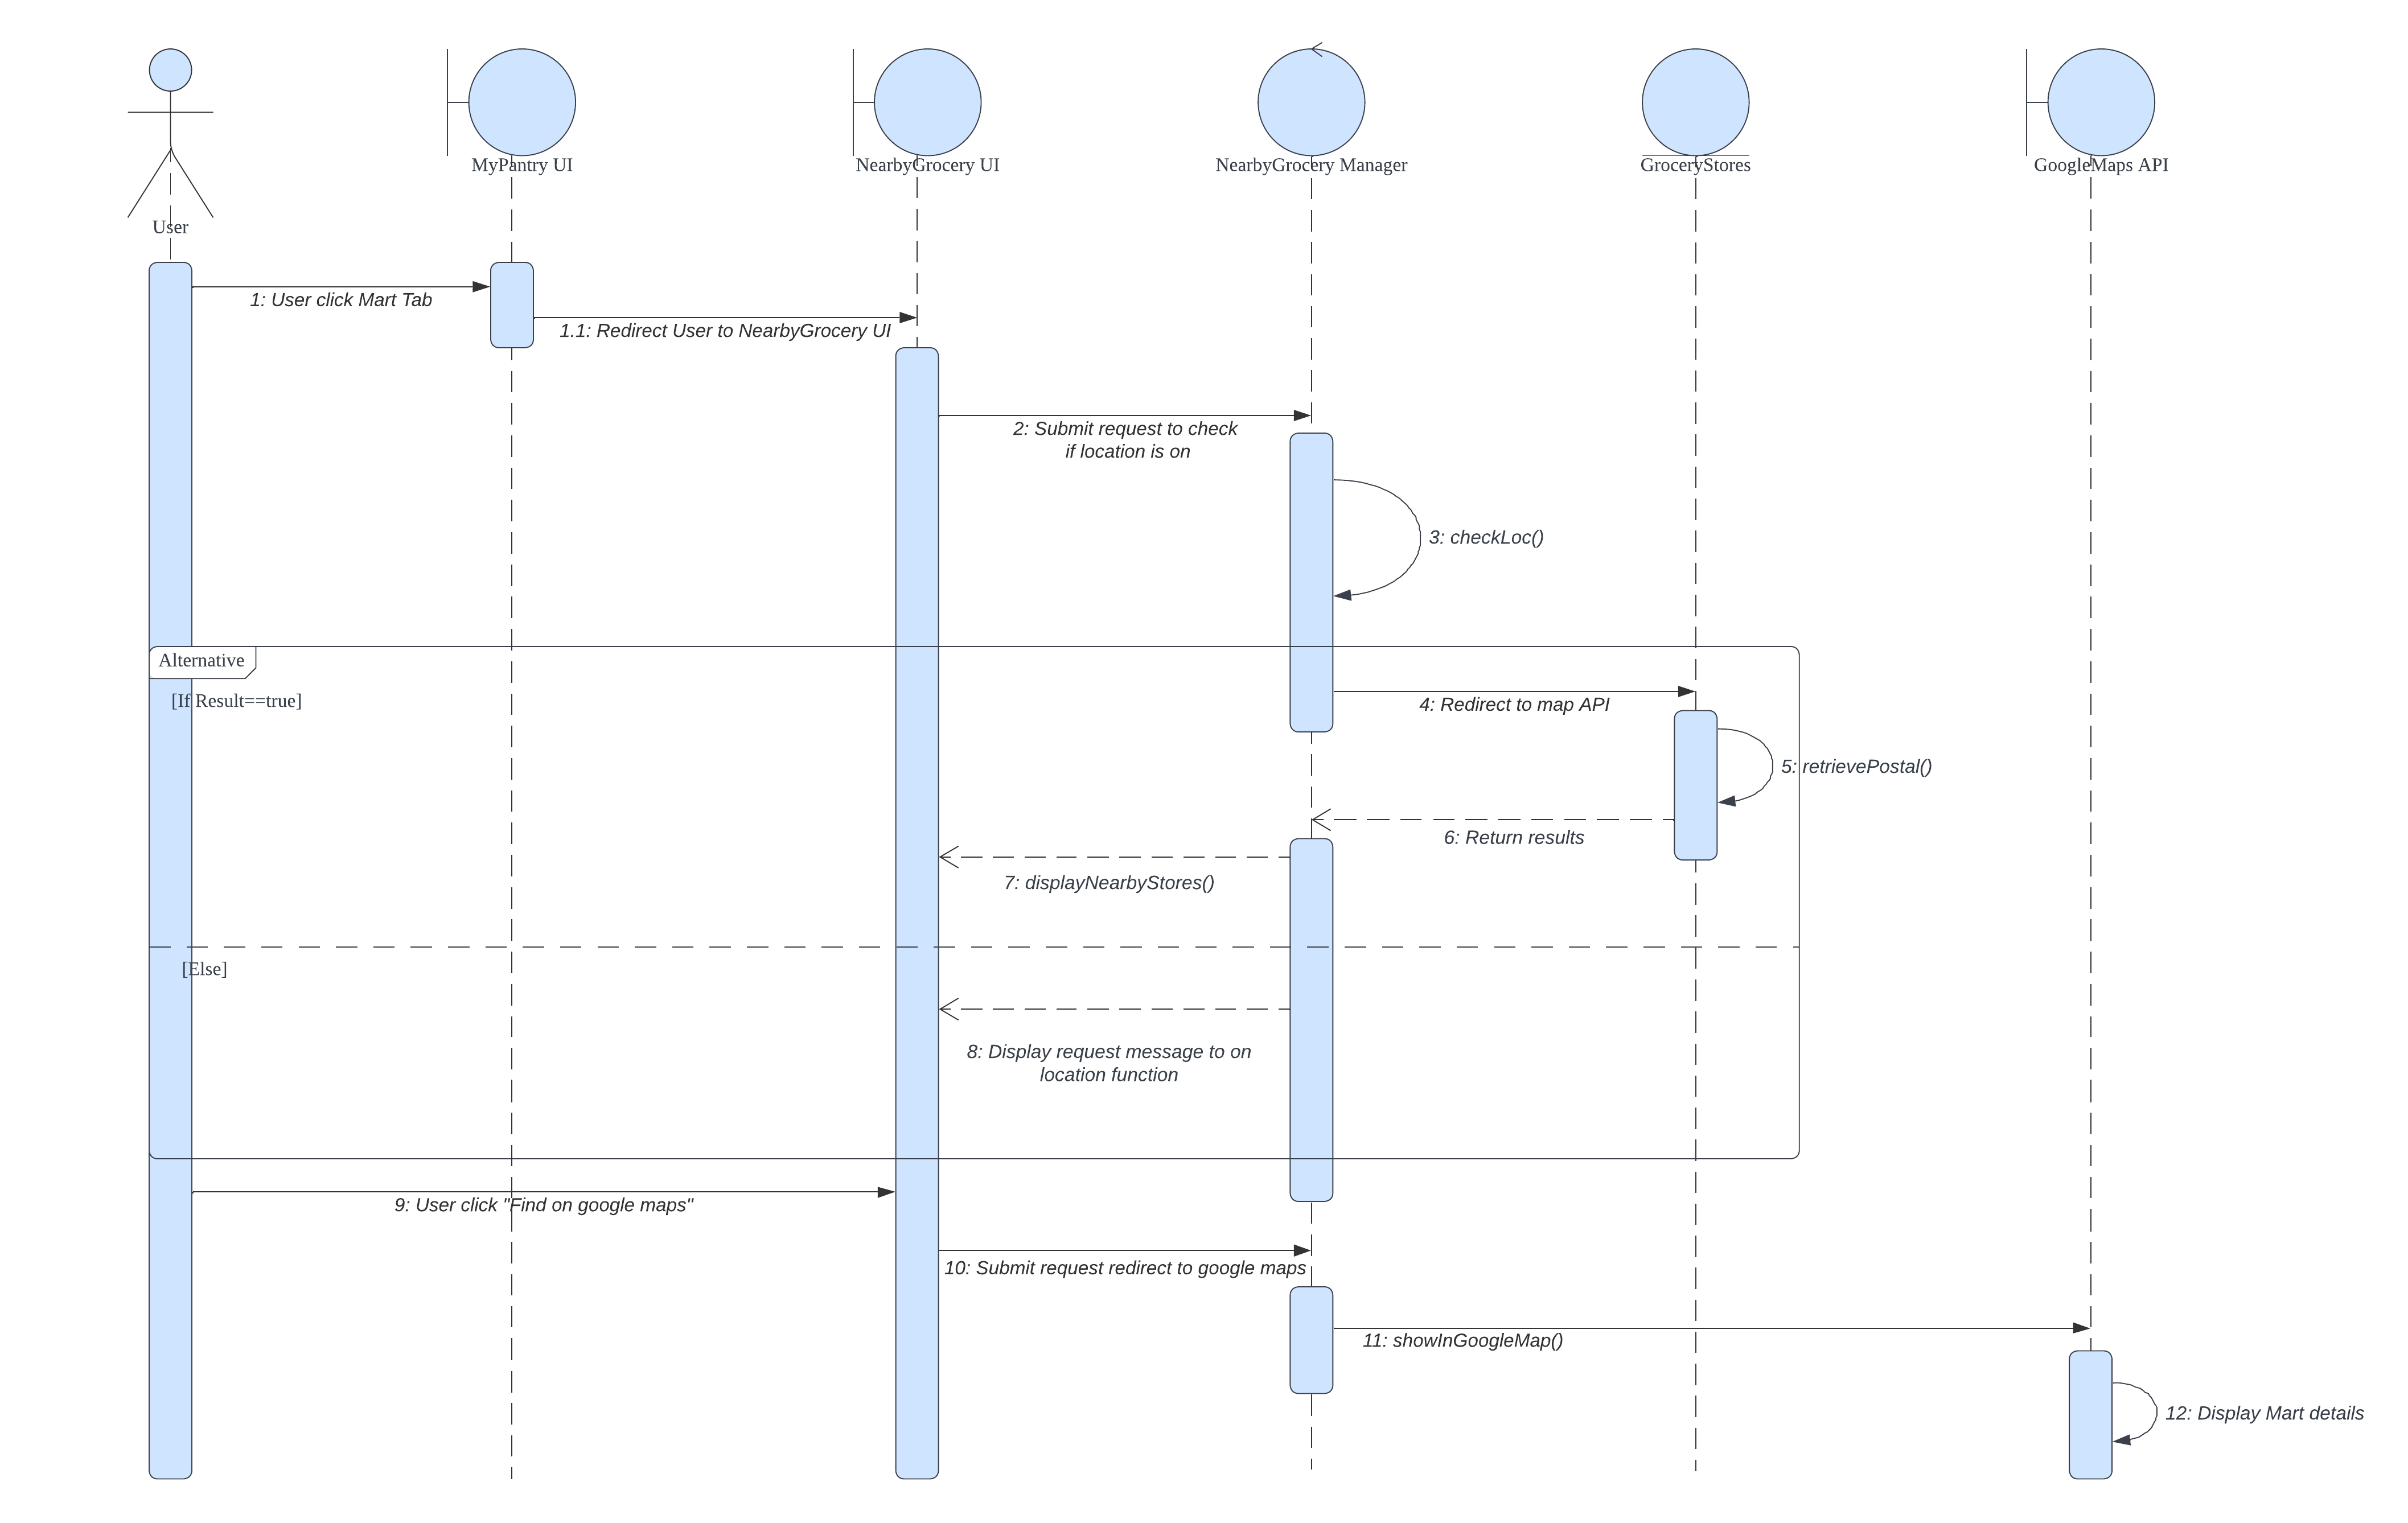 MyPantry UI
NearbyGrocery UI
NearbyGrocery Manager
GroceryStores
GoogleMaps API
User
1: User click Mart Tab
1.1: Redirect User to NearbyGrocery UI
2: Submit request to check
if location is on
3: checkLoc()
Alternative
[If Result==true]
4: Redirect to map API
5: retrievePostal()
6: Return results
7: displayNearbyStores()
[Else]
8: Display request message to on
location function
9: User click "Find on google maps"
10: Submit request redirect to google maps
11: showInGoogleMap()
12: Display Mart details